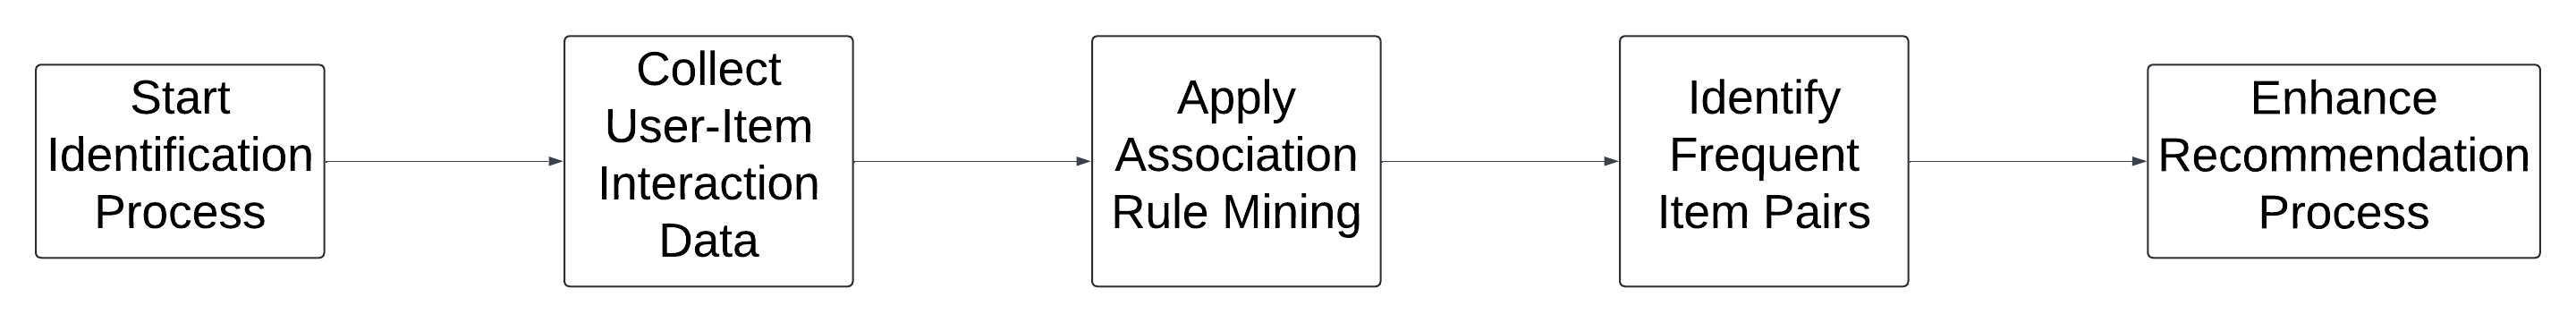 Start
Identification
Process
Collect
User-Item
Interaction
Data
Apply
Association
Rule Mining
Identify
Frequent
Item Pairs
Enhance
Recommendation
Process